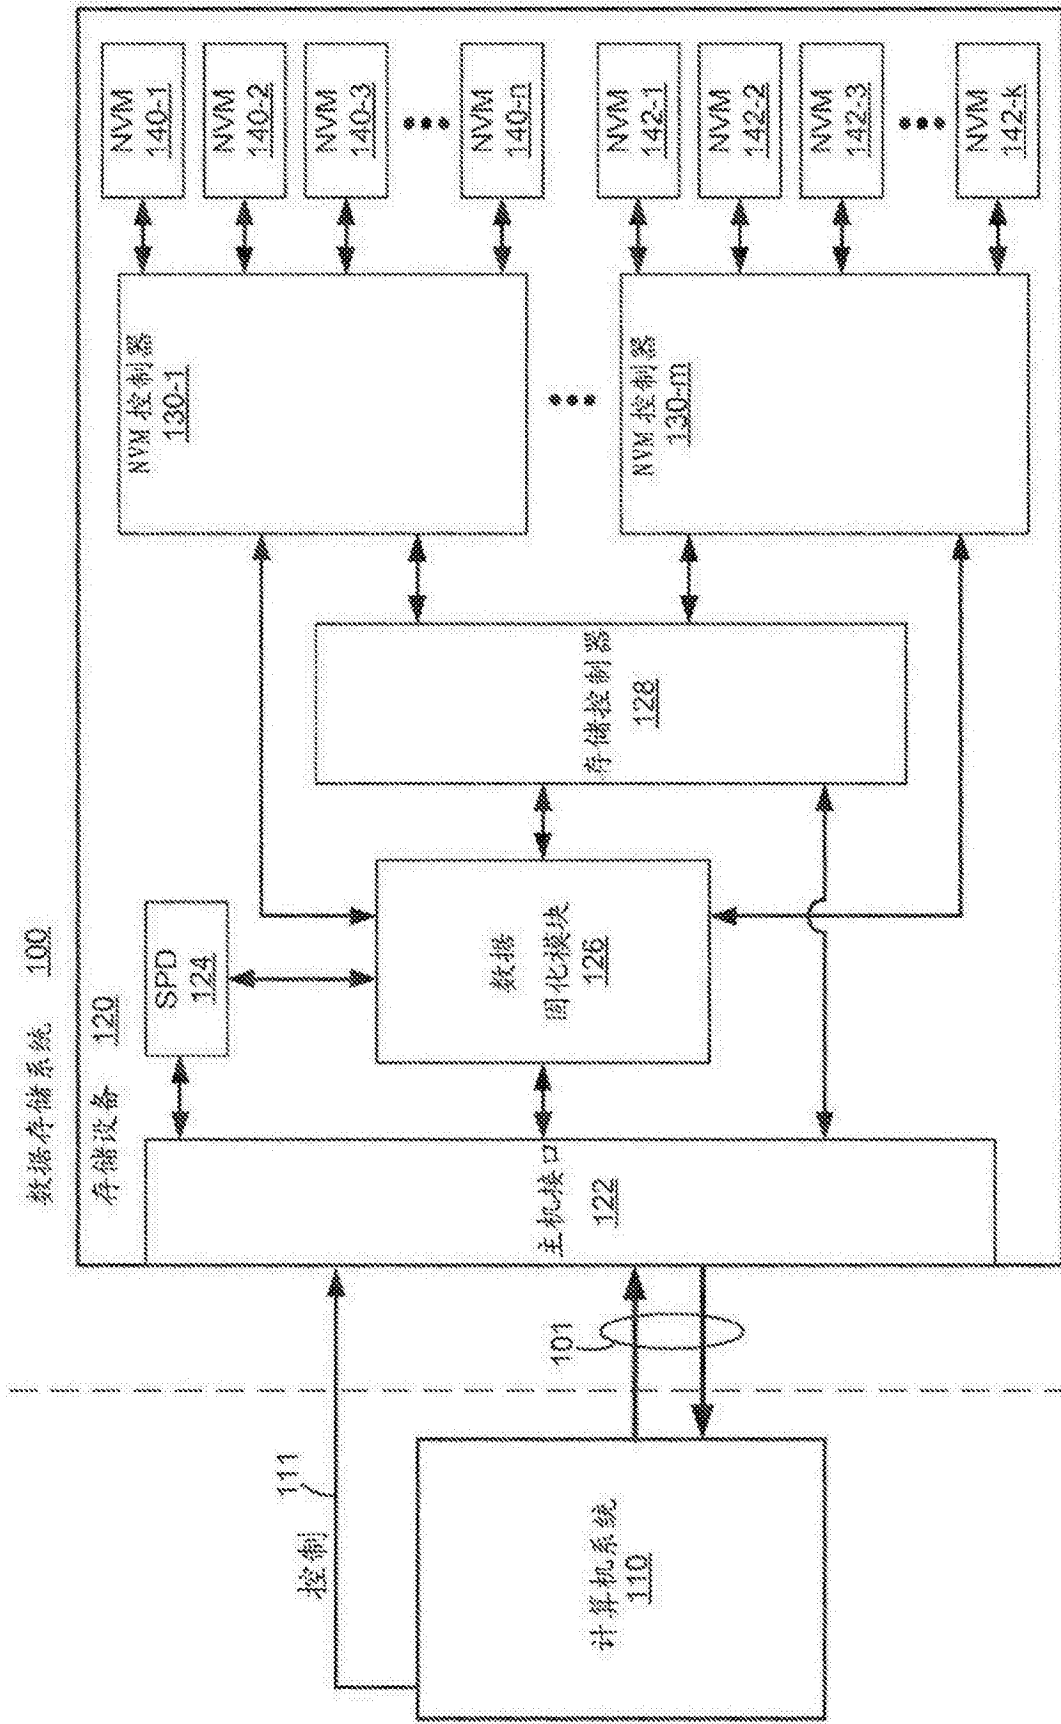 数据存储系统 100
存储设备 120
计算机系统
110
控制
111
101
主机接口
122
SPD
124
数据
固化模块
126
存储控制器
128
NVM 控制器
130-1
NVM 控制器
130-m
NVM
140-1
NVM
140-2
NVM
140-3
NVM
140-n
NVM
142-1
NVM
142-2
NVM
142-3
NVM
142-k